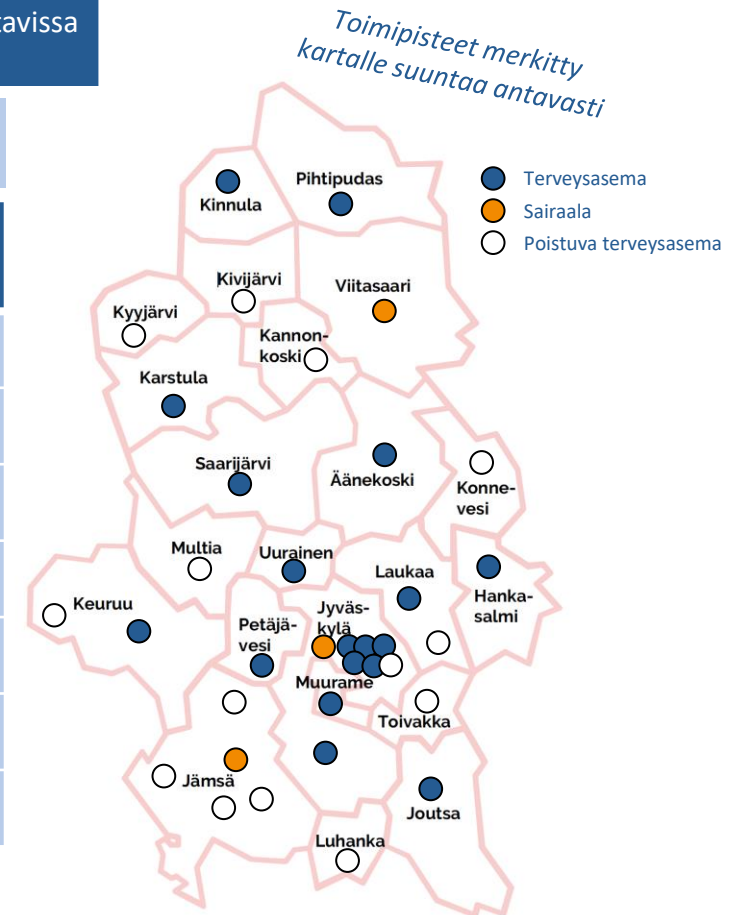 tavissa
Toimipisteet merkitty
kartalle suuntaa antavasti
Terveysasema
Sairaala
Poistuva terveysasema
Kinnula
Pihtipudas
Kivijärvi
Viitasaari
Kyyjärvi
Kannon-
koski
Karstula
Saarijärvi
Äänekoski
Konne-
vesi
Multia
Uurainen
Laukaa
Hanka-
salmi
Keuruu
Petäjä-
vesi
Jyväs-
kylä
Muurame
Toivakka
Jämsä
Joutsa
Luhanka